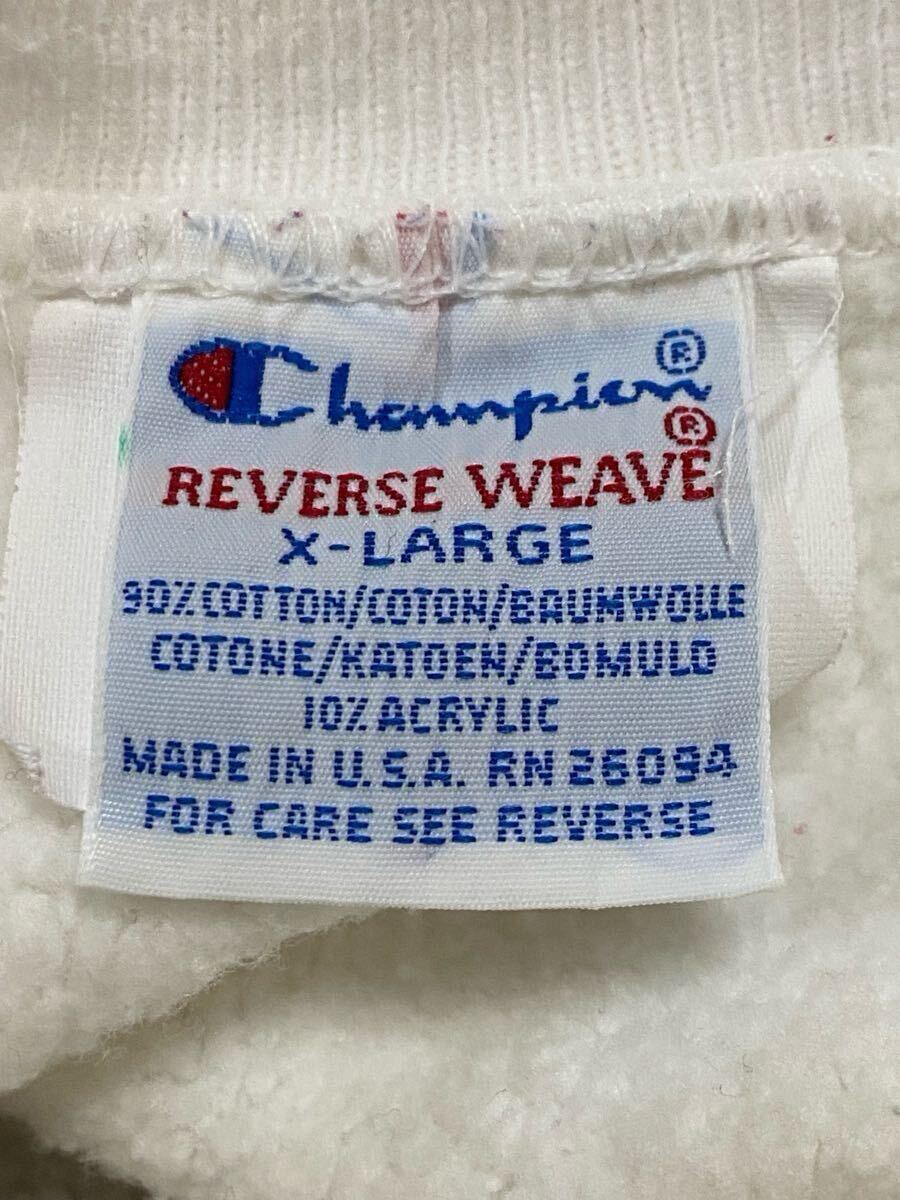 Champion®
REVERSE WEAVE®
X-LARGE
90% COTTON/COTON/BAUMWOLLE
COTONE/KATOEN/BOMULD
10% ACRYLIC
MADE IN U.S.A. RN 26094
FOR CARE SEE REVERSE